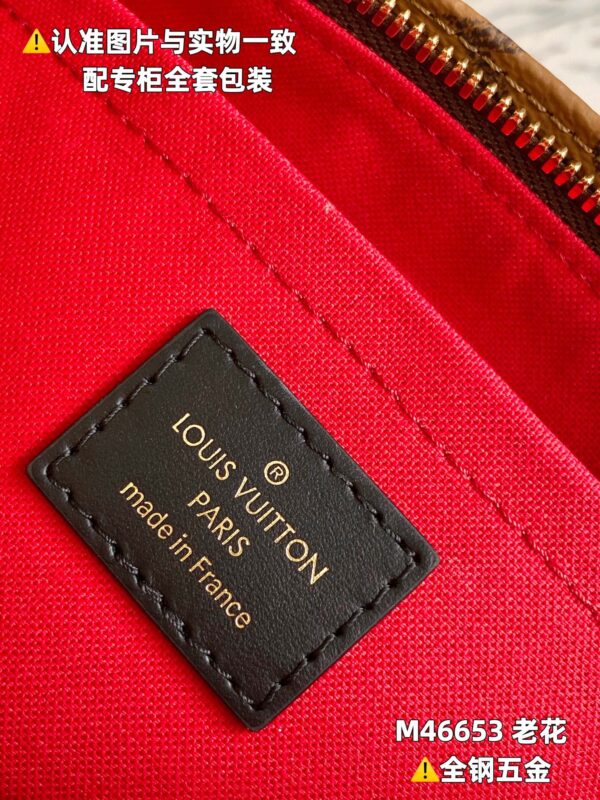 ⚠️认准图片与实物一致
配专柜全套包装
®
LOUIS VUITTON
PARIS
made in France
M46653 老花
⚠️全钢五金